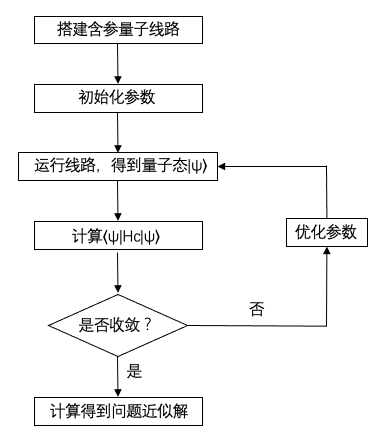 搭建含参量子线路
初始化参数
运行线路，得到量子态|ψ⟩
计算⟨ψ|Hc|ψ⟩
优化参数
是否收敛？
否
是
计算得到问题近似解